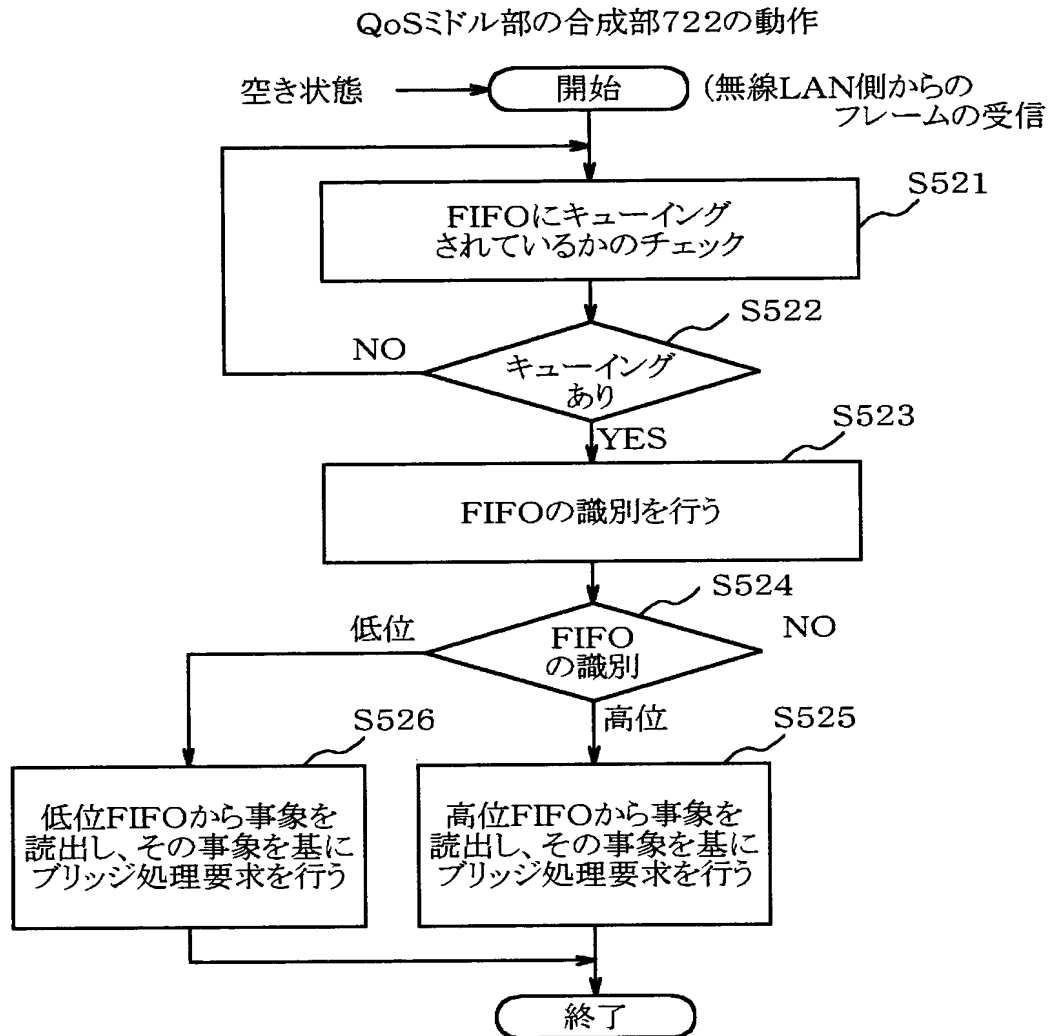 QoSミドル部の合成部722の動作
空き状態
開始
(無線LAN側からの
フレームの受信
S521
FIFOにキューイング
されているかのチェック
S522
NO
キューイング
あり
YES
S523
FIFOの識別を行う
S524
低位
NO
FIFO
の識別
高位
S526
S525
低位FIFOから事象を
読出し、その事象を基に
ブリッジ処理要求を行う
高位FIFOから事象を
読出し、その事象を基に
ブリッジ処理要求を行う
終了